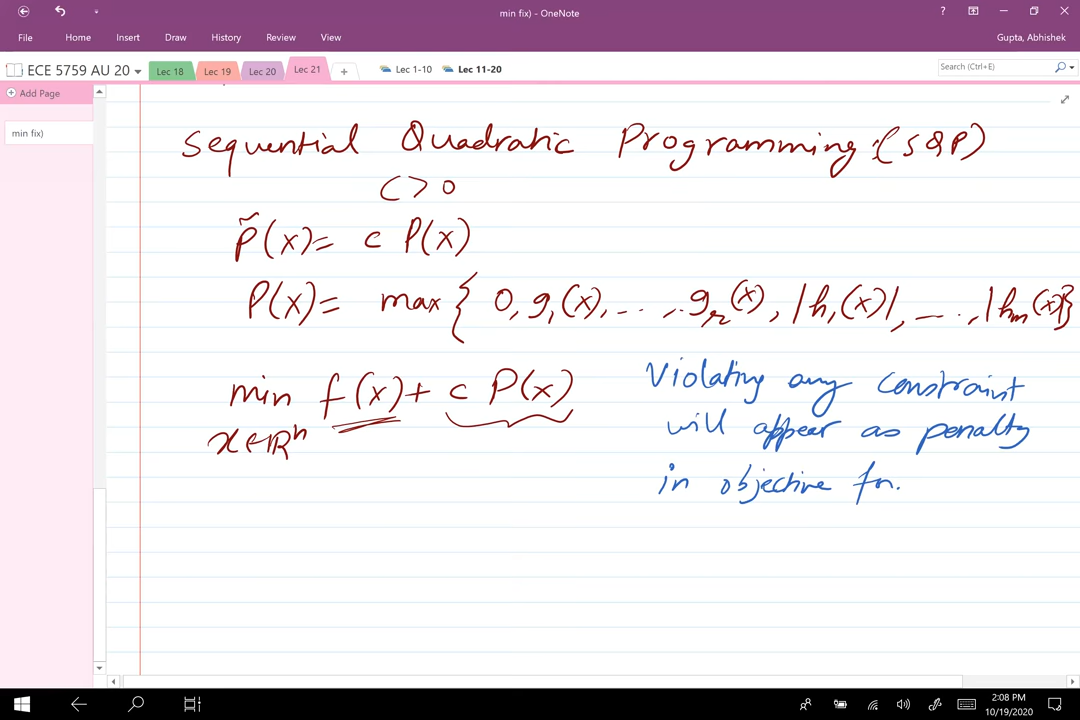 min f(x) - OneNote
Gupta, Abhishek
File Home Insert Draw History Review View
ECE 5759 AU 20 Lec 18 Lec 19 Lec 20 Lec 21 + Lec 1-10 Lec 11-20 Search (Ctrl+E)
Add Page
min fix)
Sequential Quadratic Programming: (SQP)
c > 0
P̃(x) = c P(x)
P(x) = max { 0, g₁(x), ...., gᵣ(x), |h₁(x)|, ...., |hₘ(x)| }
min f(x) + c P(x)
x∈ℝⁿ
Violating any constraint
will appear as penalty
in objective fn.
2:08 PM
10/19/2020